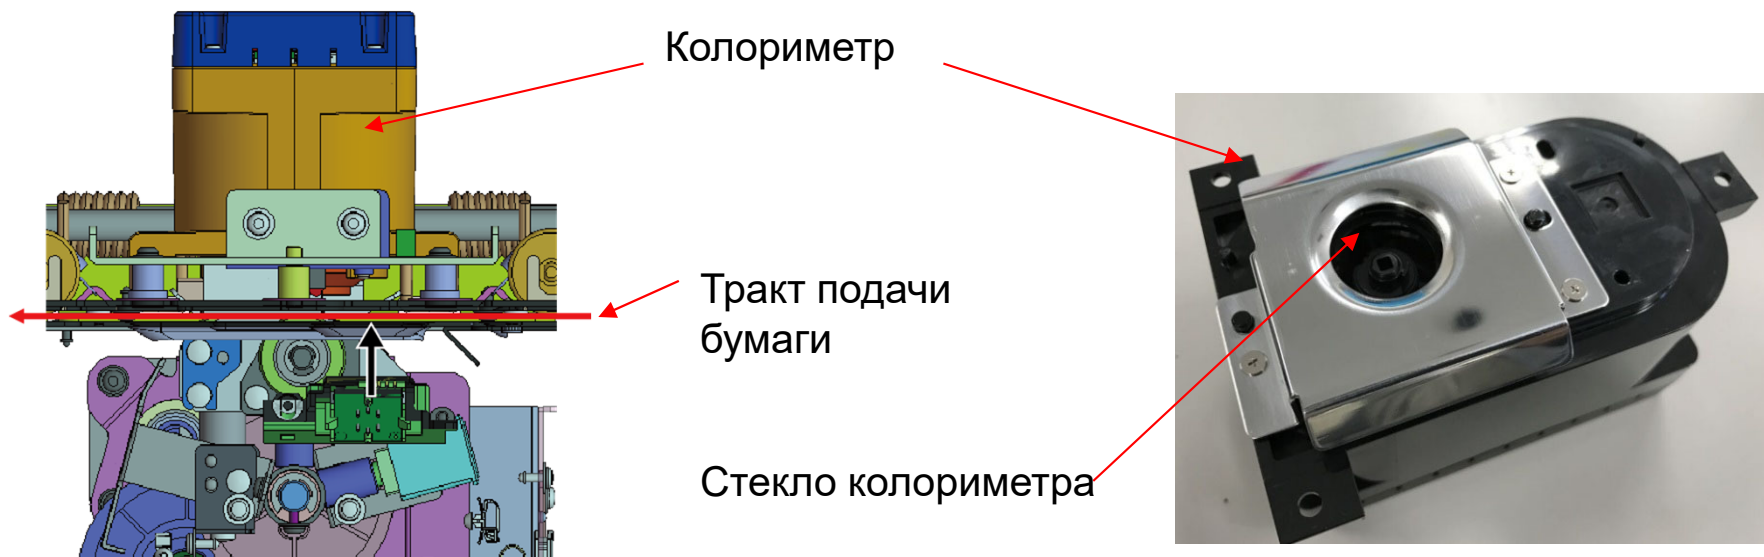 Колориметр
Тракт подачи
бумаги
Стекло колориметра